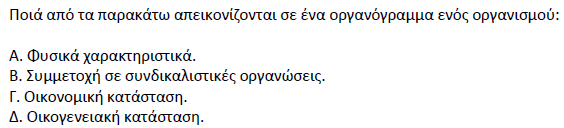 Ποιά από τα παρακάτω απεικονίζονται σε ένα οργανόγραμμα ενός οργανισμού:
Α. Φυσικά χαρακτηριστικά.
Β. Συμμετοχή σε συνδικαλιστικές οργανώσεις.
Γ. Οικονομική κατάσταση.
Δ. Οικογενειακή κατάσταση.